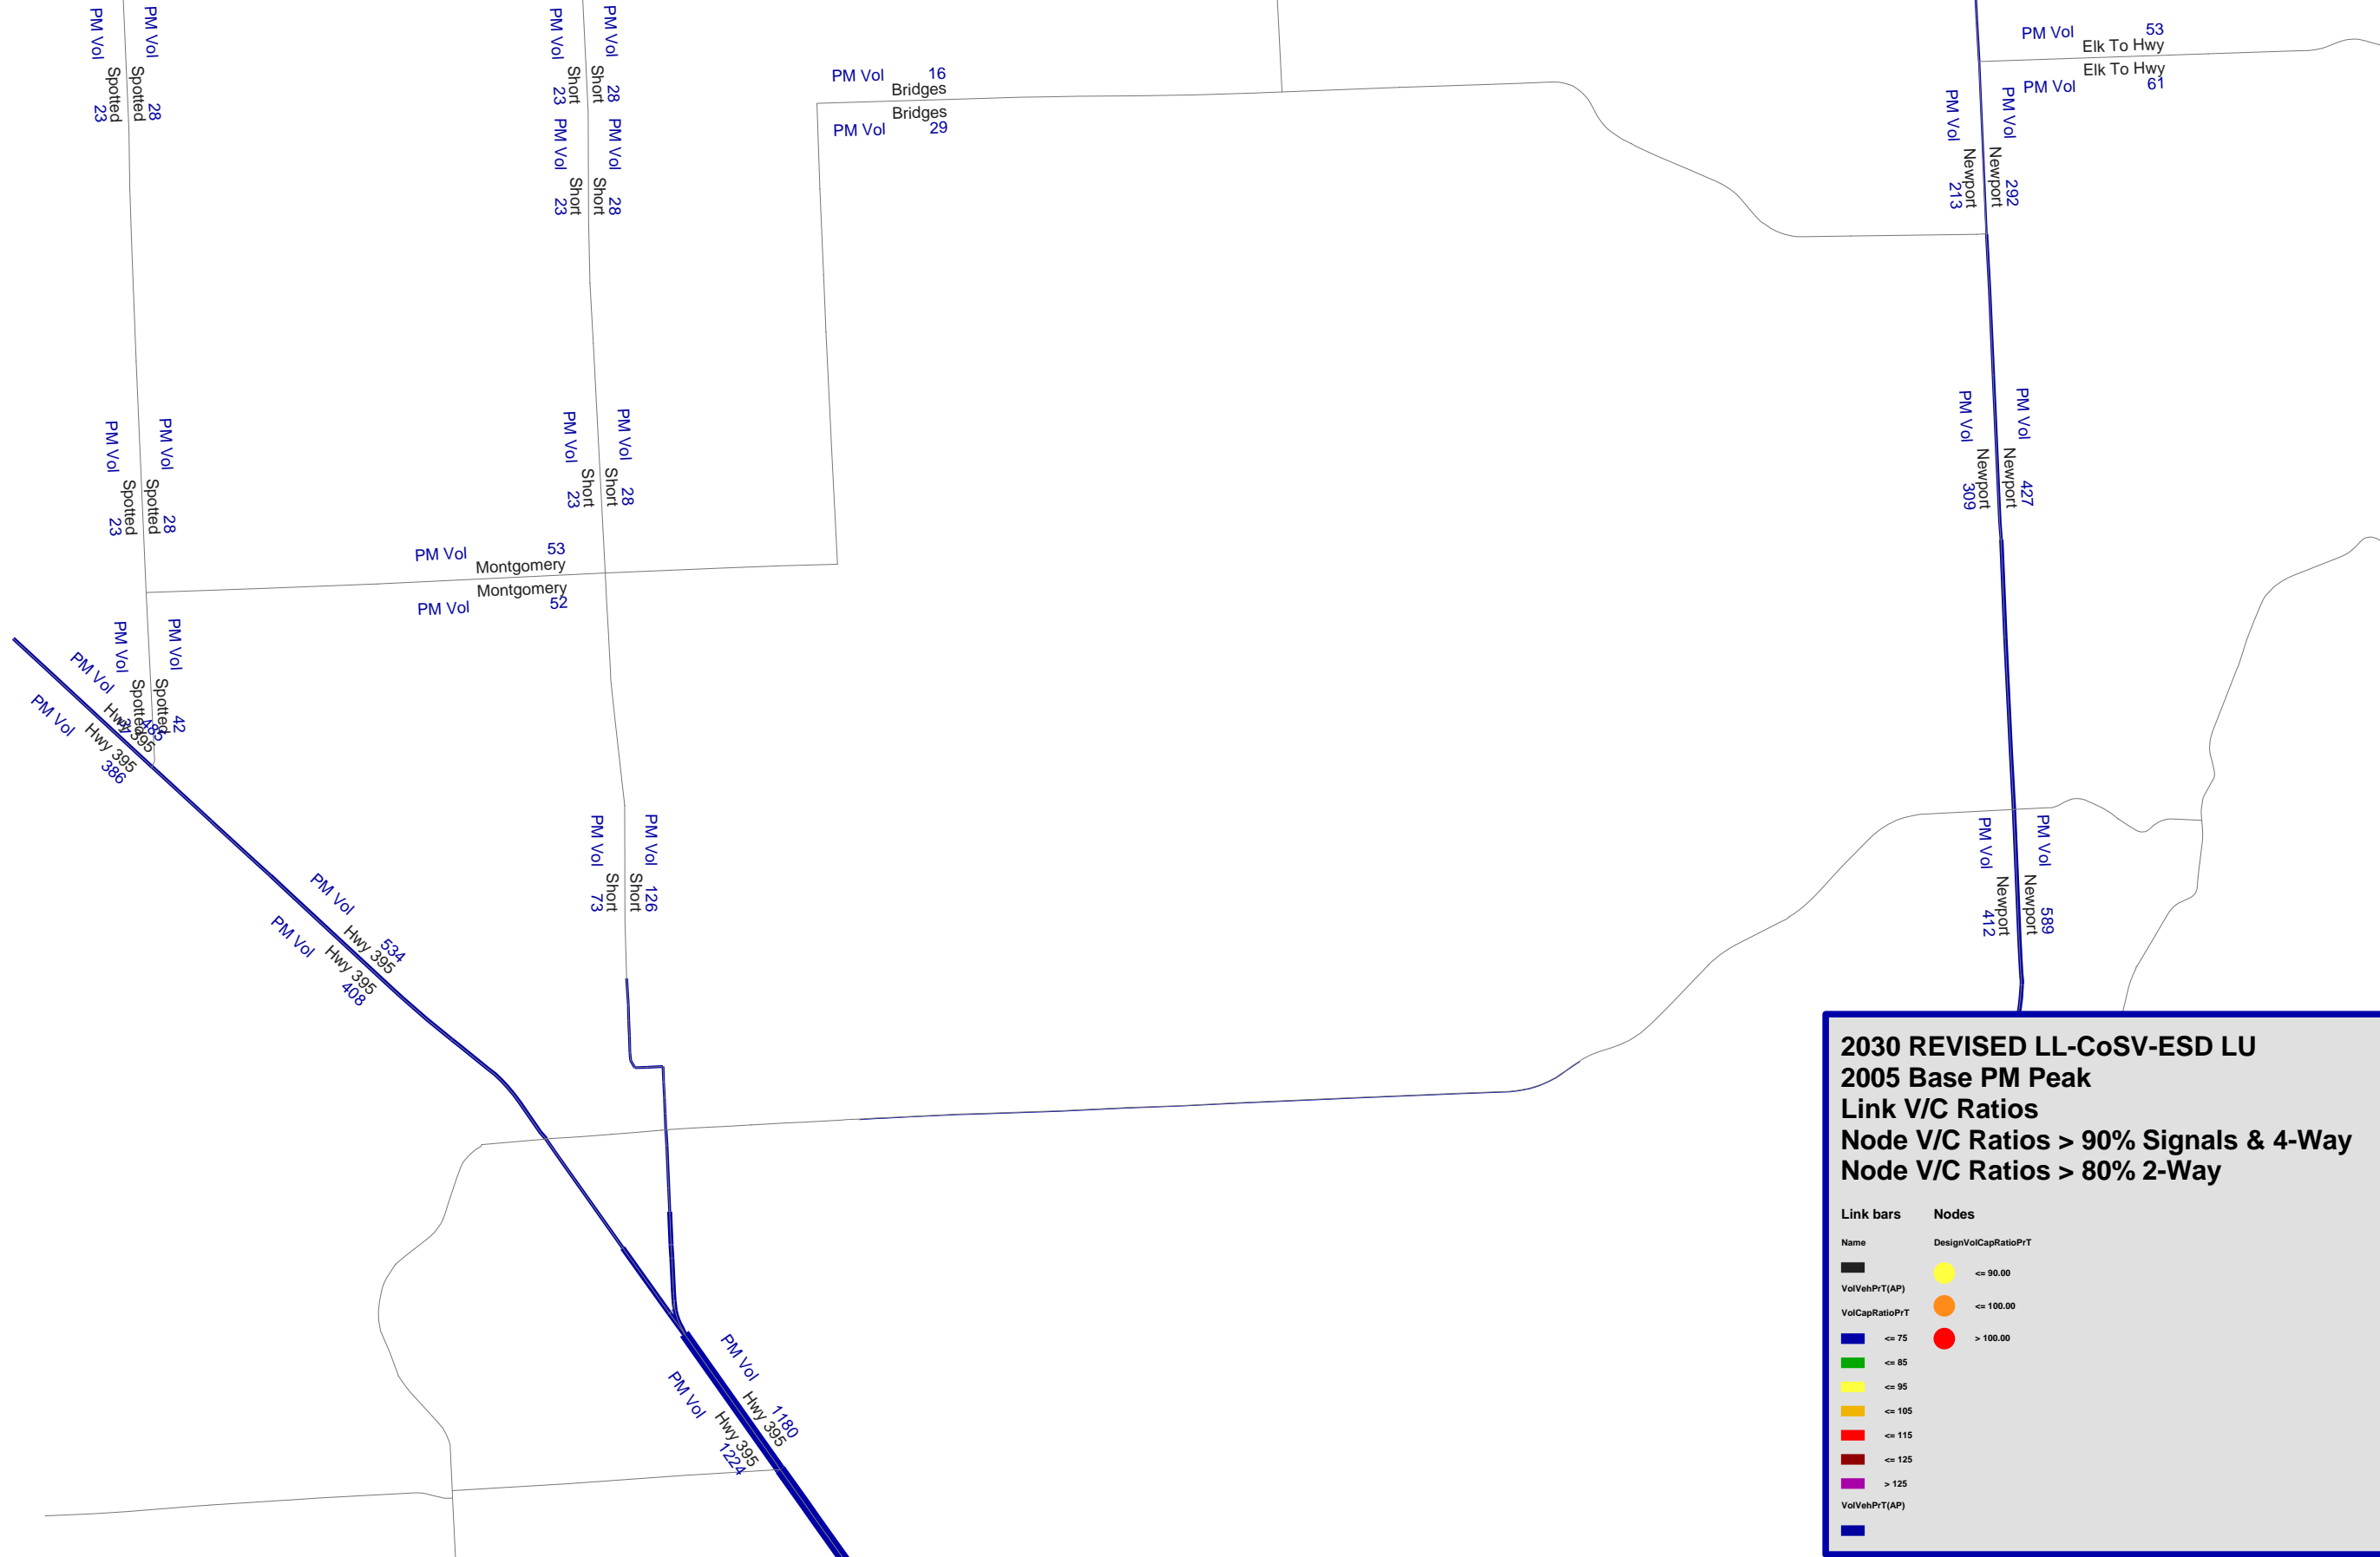 PM Vol
Spotted
23
PM Vol
Spotted
28
PM Vol
Short
23
PM Vol
Short
28
PM Vol
Short
23
PM Vol
Short
28
PM Vol 16
Bridges
Bridges
PM Vol 29
PM Vol 53
Elk To Hwy
Elk To Hwy
PM Vol 61
PM Vol
Newport
213
PM Vol
Newport
292
PM Vol
Spotted
23
PM Vol
Spotted
28
PM Vol
Short
23
PM Vol
Short
28
PM Vol
Newport
309
PM Vol
Newport
427
PM Vol 53
Montgomery
Montgomery
PM Vol 52
PM Vol
Spotted
PM Vol
Spotted
42
PM Vol
Hwy 395
485
PM Vol
Hwy 395
386
PM Vol
Short
73
PM Vol
Short
126
PM Vol
Newport
412
PM Vol
Newport
589
PM Vol
Hwy 395
534
PM Vol
Hwy 395
408
PM Vol
Hwy 395
1180
PM Vol
Hwy 395
1224
2030 REVISED LL-CoSV-ESD LU
2005 Base PM Peak
Link V/C Ratios
Node V/C Ratios > 90% Signals & 4-Way
Node V/C Ratios > 80% 2-Way
Link bars Nodes
Name DesignVolCapRatioPrT
<= 90.00
VolVehPrT(AP)
<= 100.00
VolCapRatioPrT
<= 75 > 100.00
<= 85
<= 95
<= 105
<= 115
<= 125
> 125
VolVehPrT(AP)